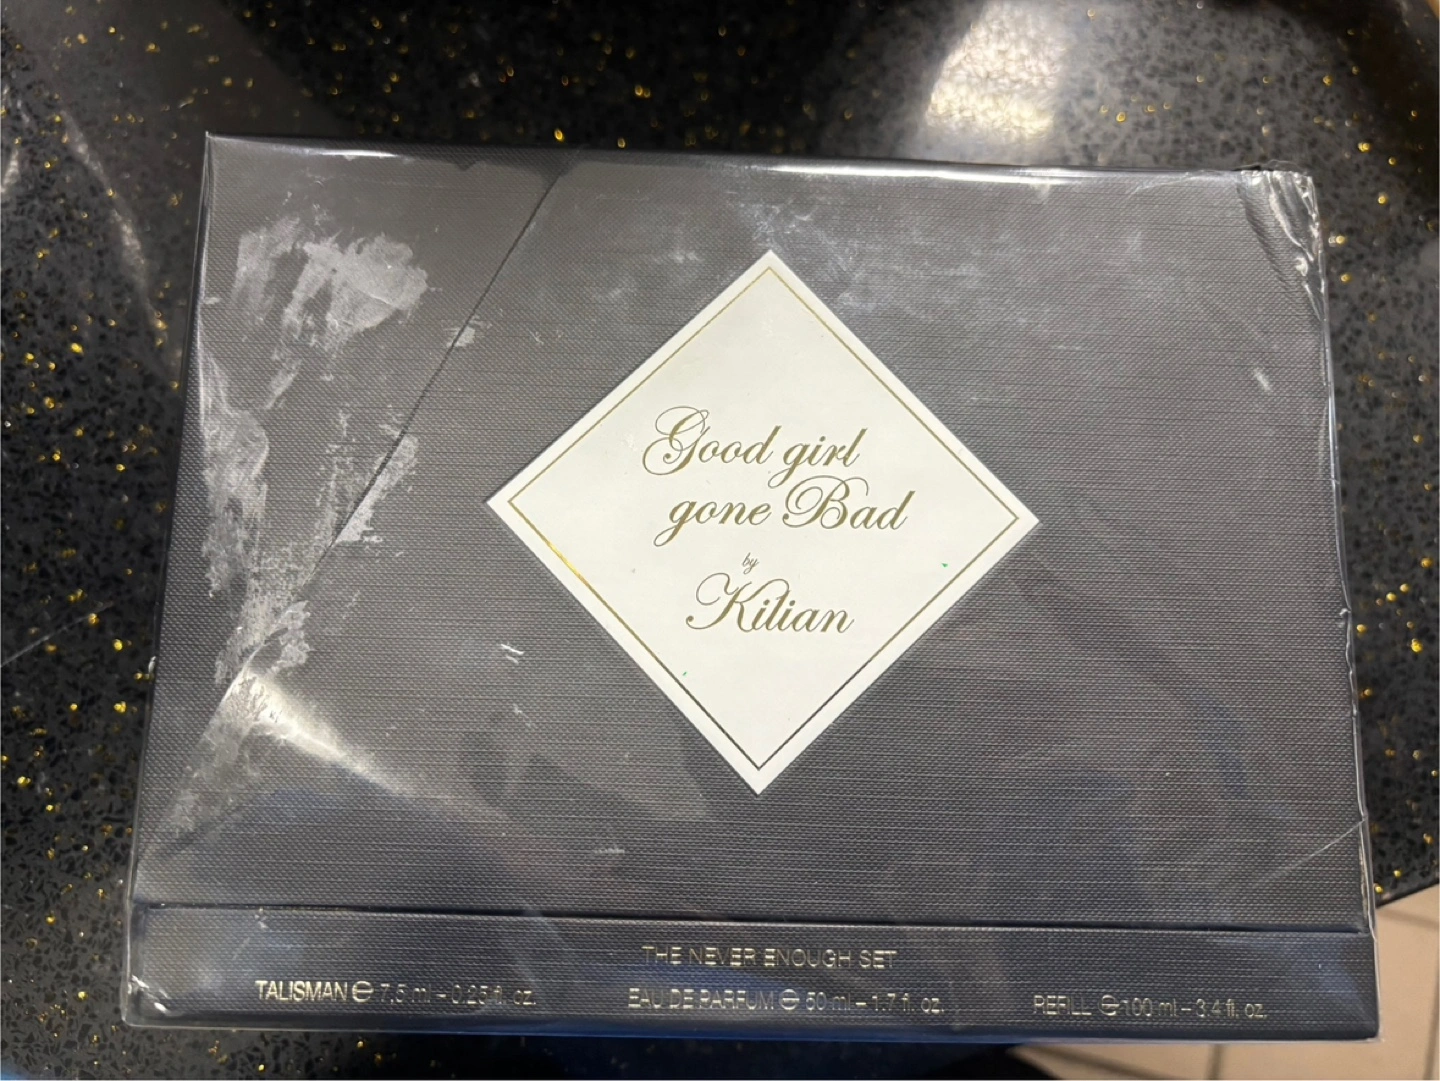 Good girl
gone Bad
by
Kilian
THE NEVER ENOUGH SET
TALISMAN ℮ 7,5 ml – 0.25 fl. oz.
EAU DE PARFUM ℮ 50 ml – 1.7 fl. oz.
REFILL ℮ 100 ml – 3.4 fl. oz.